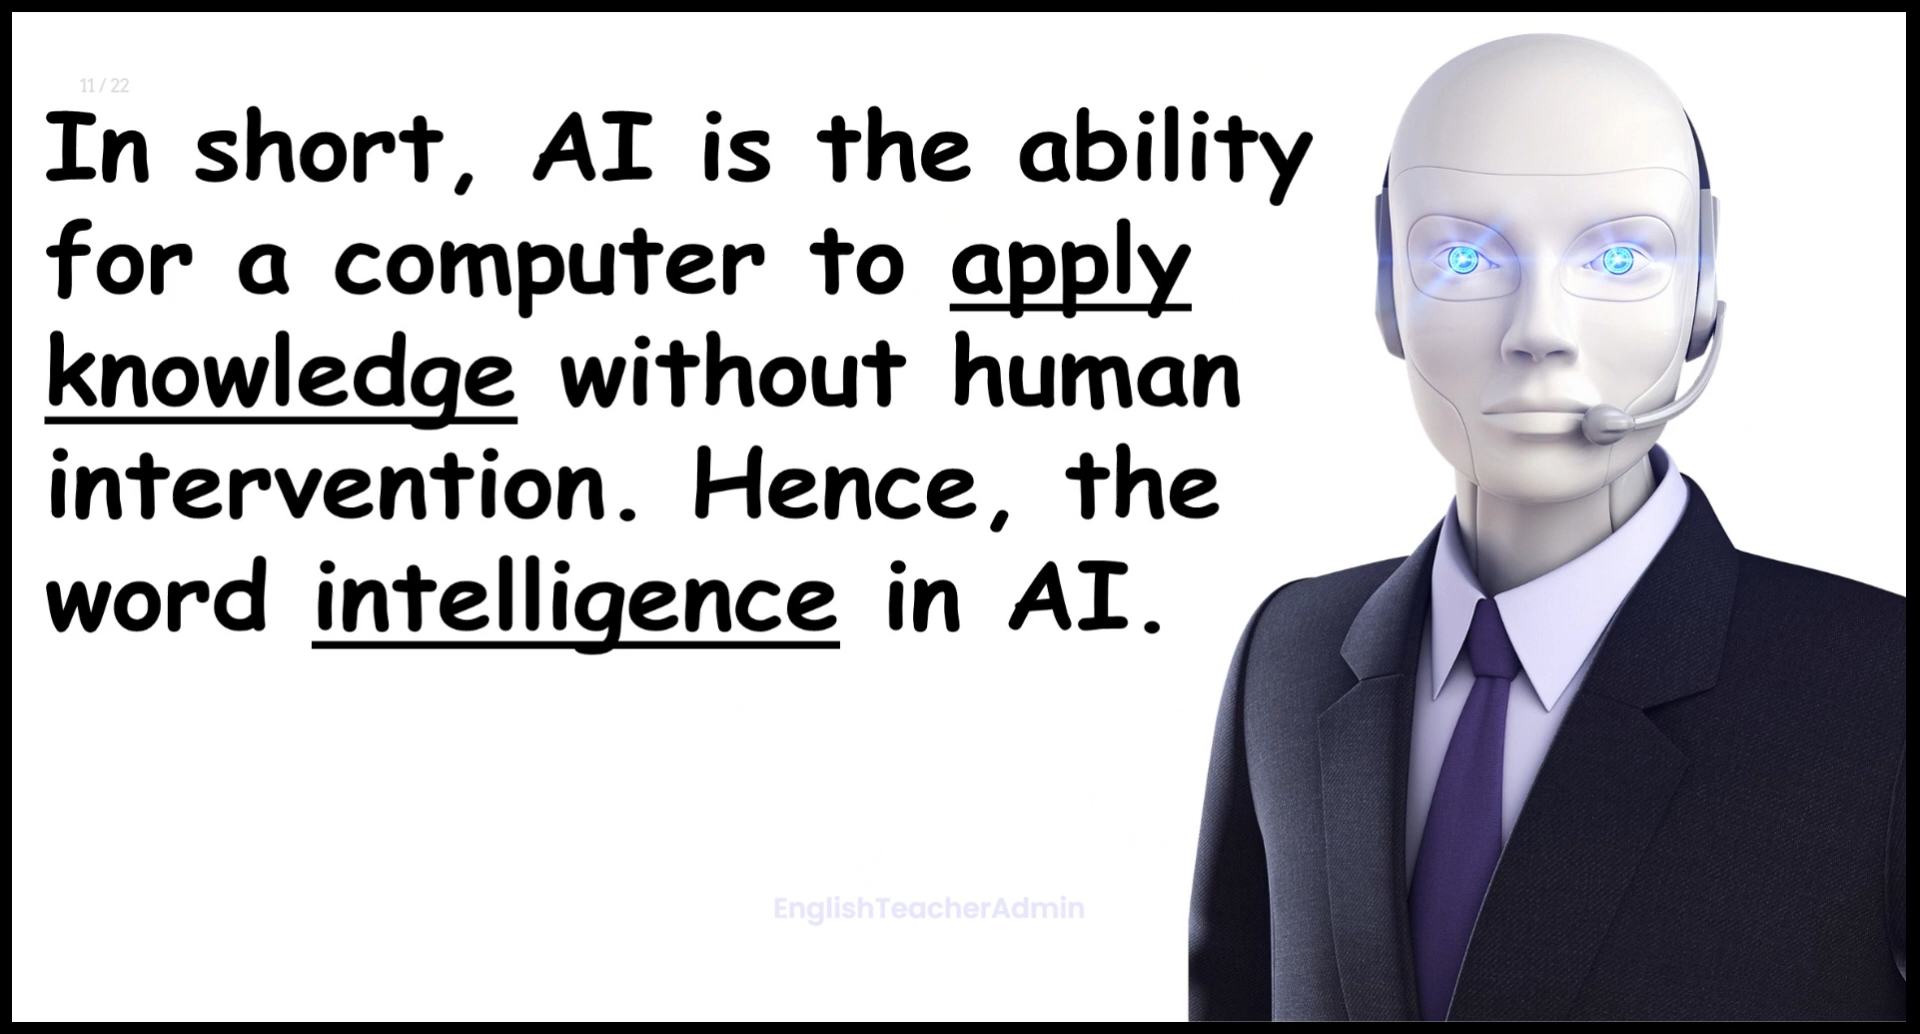 11 / 22
In short, AI is the ability
for a computer to apply
knowledge without human
intervention. Hence, the
word intelligence in AI.
EnglishTeacherAdmin